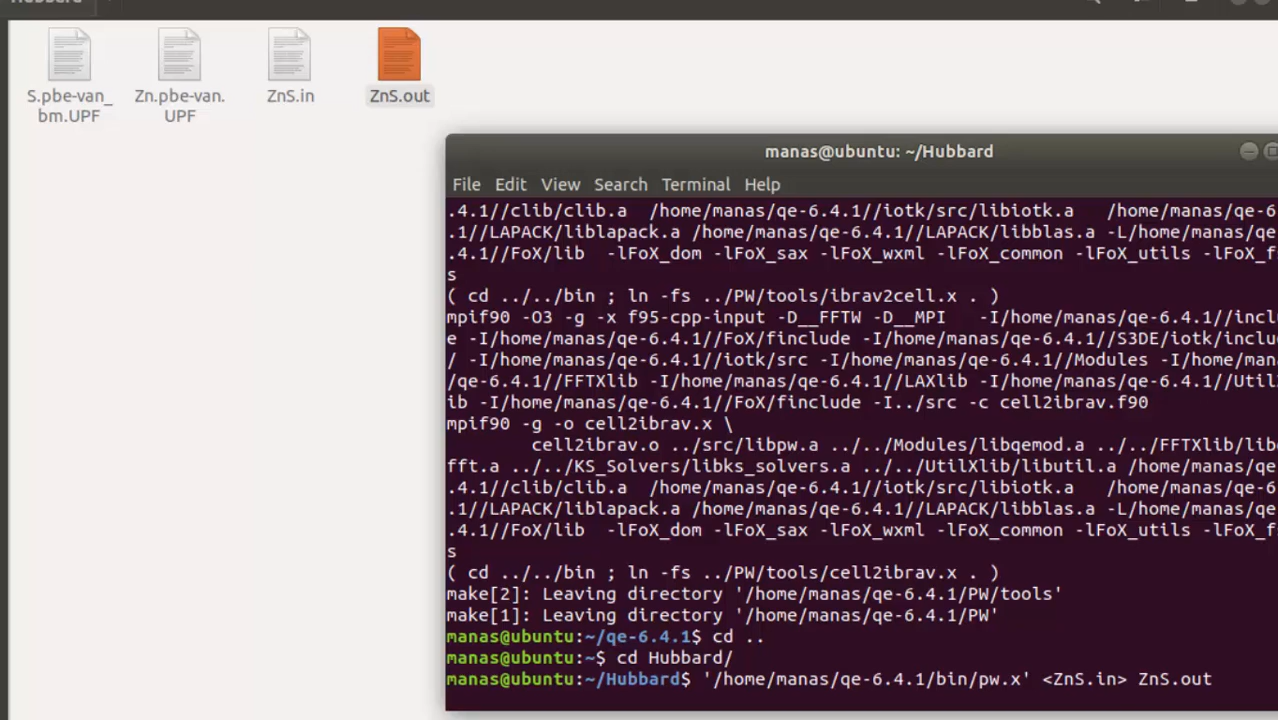 Hubbard
S.pbe-van_
bm.UPF
Zn.pbe-van.
UPF
ZnS.in
ZnS.out
manas@ubuntu: ~/Hubbard
File Edit View Search Terminal Help
.4.1//clib/clib.a  /home/manas/qe-6.4.1//iotk/src/libiotk.a   /home/manas/qe-6
.1//LAPACK/liblapack.a /home/manas/qe-6.4.1//LAPACK/libblas.a -L/home/manas/qe
.4.1//FoX/lib  -lFoX_dom -lFoX_sax -lFoX_wxml -lFoX_common -lFoX_utils -lFoX_f
s
( cd ../../bin ; ln -fs ../PW/tools/ibrav2cell.x . )
mpif90 -O3 -g -x f95-cpp-input -D__FFTW -D__MPI   -I/home/manas/qe-6.4.1//inclu
e -I/home/manas/qe-6.4.1//FoX/finclude -I/home/manas/qe-6.4.1//S3DE/iotk/inclu
/ -I/home/manas/qe-6.4.1//iotk/src -I/home/manas/qe-6.4.1//Modules -I/home/man
/qe-6.4.1//FFTXlib -I/home/manas/qe-6.4.1//LAXlib -I/home/manas/qe-6.4.1//Util
ib -I/home/manas/qe-6.4.1//FoX/finclude -I../src -c cell2ibrav.f90
mpif90 -g -o cell2ibrav.x \
        cell2ibrav.o ../src/libpw.a ../../Modules/libqemod.a ../../FFTXlib/libq
fft.a ../../KS_Solvers/libks_solvers.a ../../UtilXlib/libutil.a /home/manas/qe
.4.1//clib/clib.a  /home/manas/qe-6.4.1//iotk/src/libiotk.a   /home/manas/qe-6
.1//LAPACK/liblapack.a /home/manas/qe-6.4.1//LAPACK/libblas.a -L/home/manas/qe
.4.1//FoX/lib  -lFoX_dom -lFoX_sax -lFoX_wxml -lFoX_common -lFoX_utils -lFoX_f
s
( cd ../../bin ; ln -fs ../PW/tools/cell2ibrav.x . )
make[2]: Leaving directory '/home/manas/qe-6.4.1/PW/tools'
make[1]: Leaving directory '/home/manas/qe-6.4.1/PW'
manas@ubuntu:~/qe-6.4.1$ cd ..
manas@ubuntu:~$ cd Hubbard/
manas@ubuntu:~/Hubbard$ '/home/manas/qe-6.4.1/bin/pw.x' <ZnS.in> ZnS.out